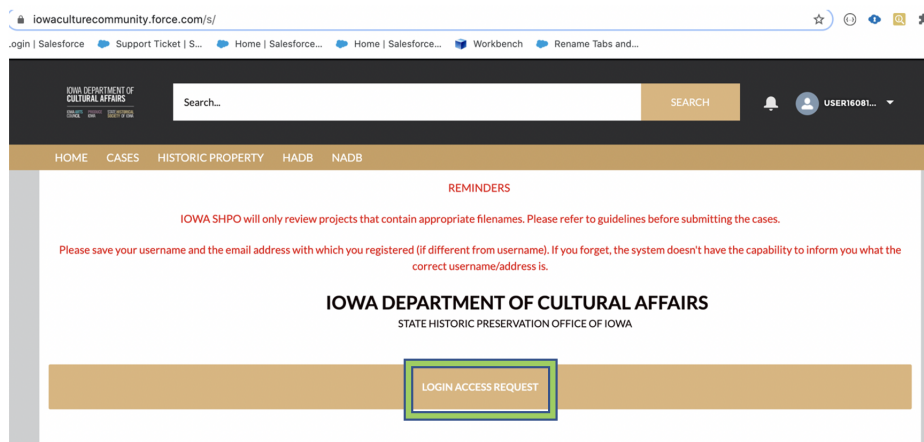 iowaculturecommunity.force.com/s/
Login | Salesforce Support Ticket | S... Home | Salesforce... Home | Salesforce... Workbench Rename Tabs and...
IOWA DEPARTMENT OF
CULTURAL AFFAIRS
Search...
SEARCH
USER16081...
HOME CASES HISTORIC PROPERTY HADB NADB
REMINDERS
IOWA SHPO will only review projects that contain appropriate filenames. Please refer to guidelines before submitting the cases.
Please save your username and the email address with which you registered (if different from username). If you forget, the system doesn't have the capability to inform you what the
correct username/address is.
IOWA DEPARTMENT OF CULTURAL AFFAIRS
STATE HISTORIC PRESERVATION OFFICE OF IOWA
LOGIN ACCESS REQUEST